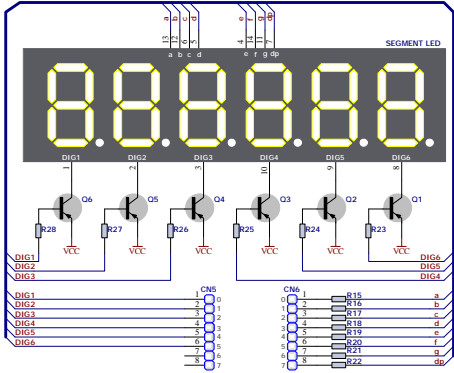 a b c d e f g dp
13 12 6 5 4 14 11 7
SEGMENT LED
a b c d e f g dp
DIG1 DIG2 DIG3 DIG4 DIG5 DIG6
1 2 3 10 9 8
Q6 Q5 Q4 Q3 Q2 Q1
R28 R27 R26 R25 R24 R23
VCC VCC VCC VCC VCC VCC
DIG1 DIG6
DIG2 DIG5
DIG3 DIG4
CN5 CN6
DIG1 1 0 0 1 R15 a
DIG2 2 1 1 2 R16 b
DIG3 3 2 2 3 R17 c
DIG4 4 3 3 4 R18 d
DIG5 5 4 4 5 R19 e
DIG6 6 5 5 6 R20 f
7 6 6 7 R21 g
8 7 7 8 R22 dp